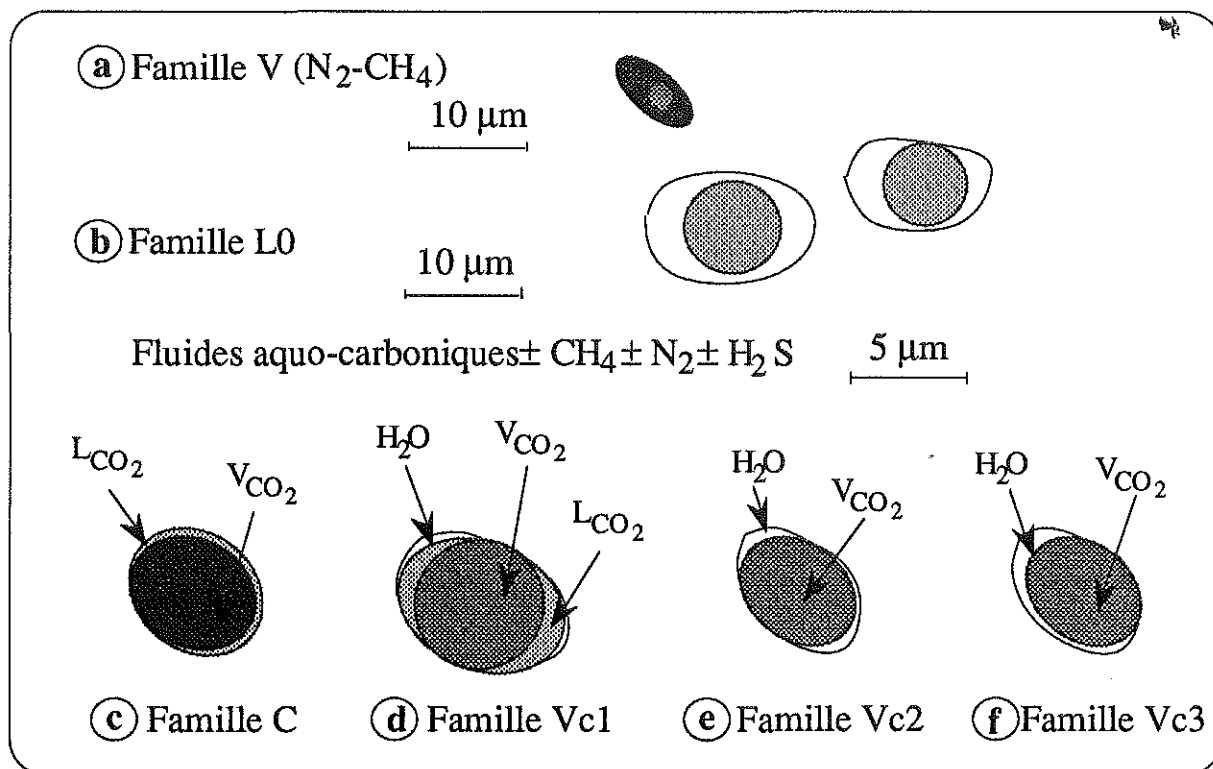 a Famille V (N2-CH4)
10 μm
b Famille L0
10 μm
Fluides aquo-carboniques± CH4± N2± H2 S
5 μm
LCO2
VCO2
H2O
VCO2
LCO2
H2O
VCO2
H2O
VCO2
c Famille C
d Famille Vc1
e Famille Vc2
f Famille Vc3